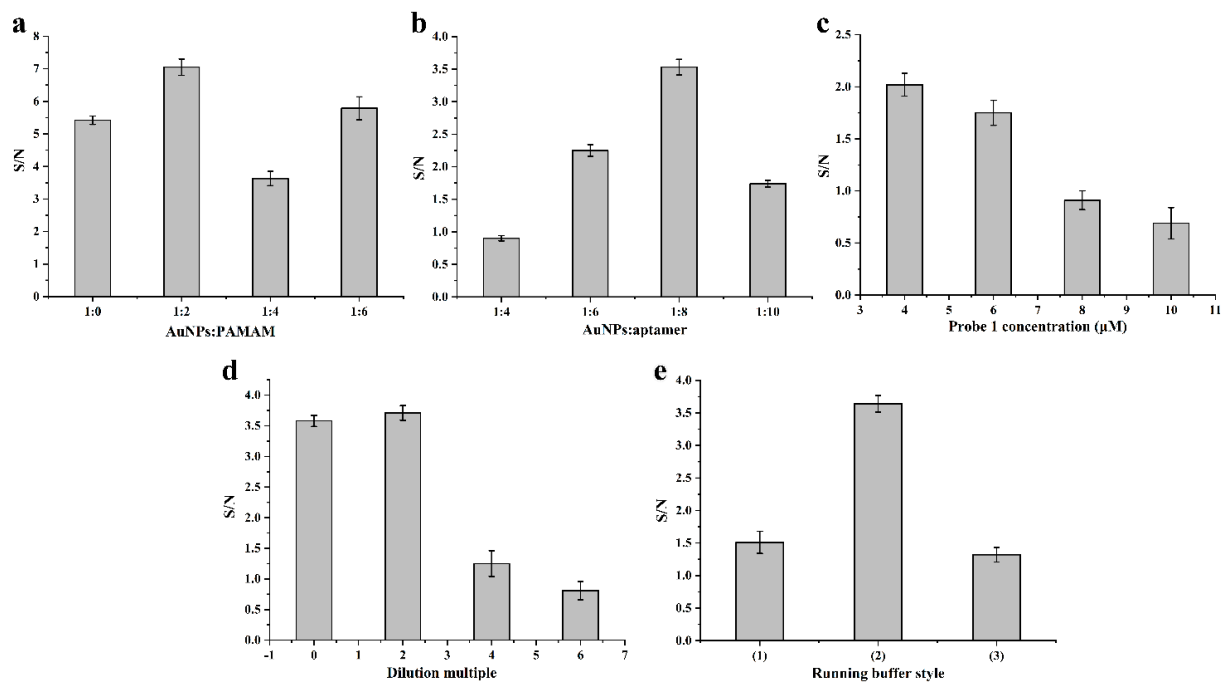 a
8
7
6
5
4
3
2
1
0
S/N
1:0 1:2 1:4 1:6
AuNPs:PAMAM
b
4.0
3.5
3.0
2.5
2.0
1.5
1.0
0.5
0.0
S/N
1:4 1:6 1:8 1:10
AuNPs:aptamer
c
2.5
2.0
1.5
1.0
0.5
0.0
S/N
3 4 5 6 7 8 9 10 11
Probe 1 concentration (μM)
d
4.0
3.5
3.0
2.5
2.0
1.5
1.0
0.5
0.0
S/N
-1 0 1 2 3 4 5 6 7
Dilution multiple
e
4.0
3.5
3.0
2.5
2.0
1.5
1.0
0.5
0.0
S/N
(1) (2) (3)
Running buffer style